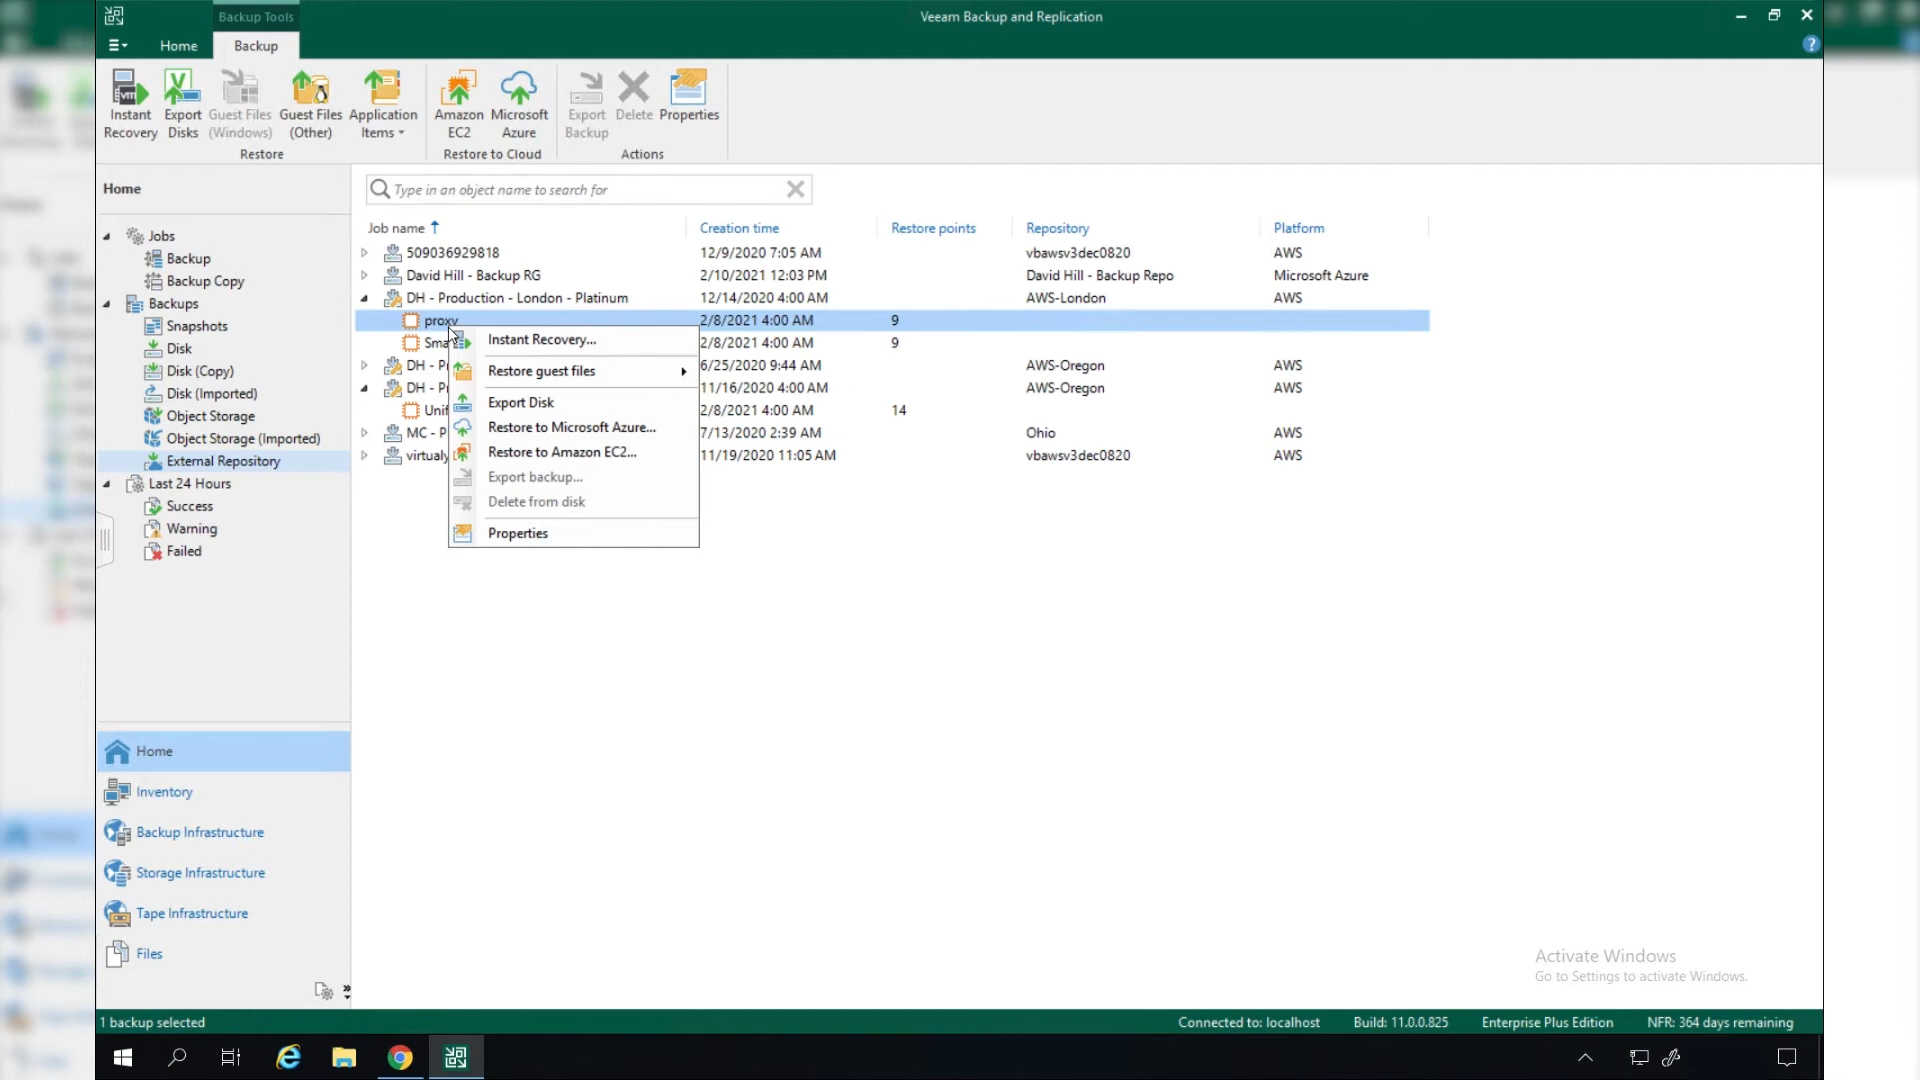 Backup Tools
Veeam Backup and Replication
Home
Backup
Instant Recovery
Export Disks
Guest Files (Windows)
Guest Files (Other)
Application Items
Amazon EC2
Microsoft Azure
Export Backup
Delete
Properties
Restore
Restore to Cloud
Actions
Home
Type in an object name to search for
Jobs
Backup
Backup Copy
Backups
Snapshots
Disk
Disk (Copy)
Disk (Imported)
Object Storage
Object Storage (Imported)
External Repository
Last 24 Hours
Success
Warning
Failed
Job name Creation time Restore points Repository Platform
509036929818 12/9/2020 7:05 AM vbawsv3dec0820 AWS
David Hill - Backup RG 2/10/2021 12:03 PM David Hill - Backup Repo Microsoft Azure
DH - Production - London - Platinum 12/14/2020 4:00 AM AWS-London AWS
proxy 2/8/2021 4:00 AM 9
Sma 2/8/2021 4:00 AM 9
DH - Pr 6/25/2020 9:44 AM AWS-Oregon AWS
DH - Pr 11/16/2020 4:00 AM AWS-Oregon AWS
Unif 2/8/2021 4:00 AM 14
MC - P 7/13/2020 2:39 AM Ohio AWS
virtualy 11/19/2020 11:05 AM vbawsv3dec0820 AWS
Instant Recovery...
Restore guest files
Export Disk
Restore to Microsoft Azure...
Restore to Amazon EC2...
Export backup...
Delete from disk
Properties
Home
Inventory
Backup Infrastructure
Storage Infrastructure
Tape Infrastructure
Files
Activate Windows
Go to Settings to activate Windows.
1 backup selected
Connected to: localhost Build: 11.0.0.825 Enterprise Plus Edition NFR: 364 days remaining